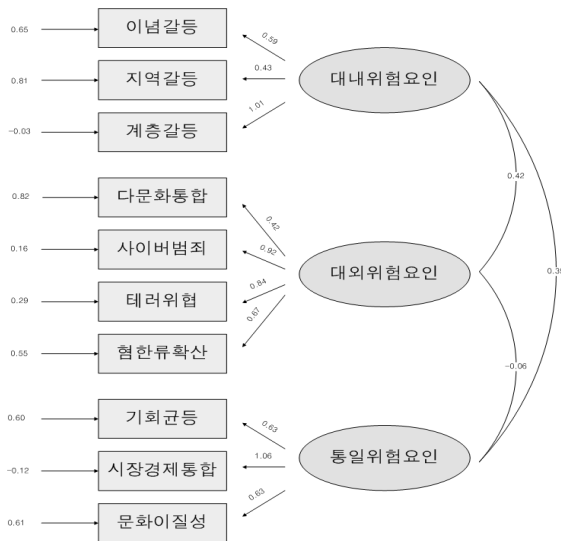 0.65 이념갈등 0.59
0.81 지역갈등 0.43 대내위험요인
-0.03 계층갈등 1.01
0.42
0.82 다문화통합 0.42
0.16 사이버범죄 0.92
0.29 테러위협 0.84 대외위험요인
0.55 혐한류확산 0.67
-0.06
0.60 기회균등 0.63
-0.12 시장경제통합 1.06 통일위험요인
0.61 문화이질성 0.63